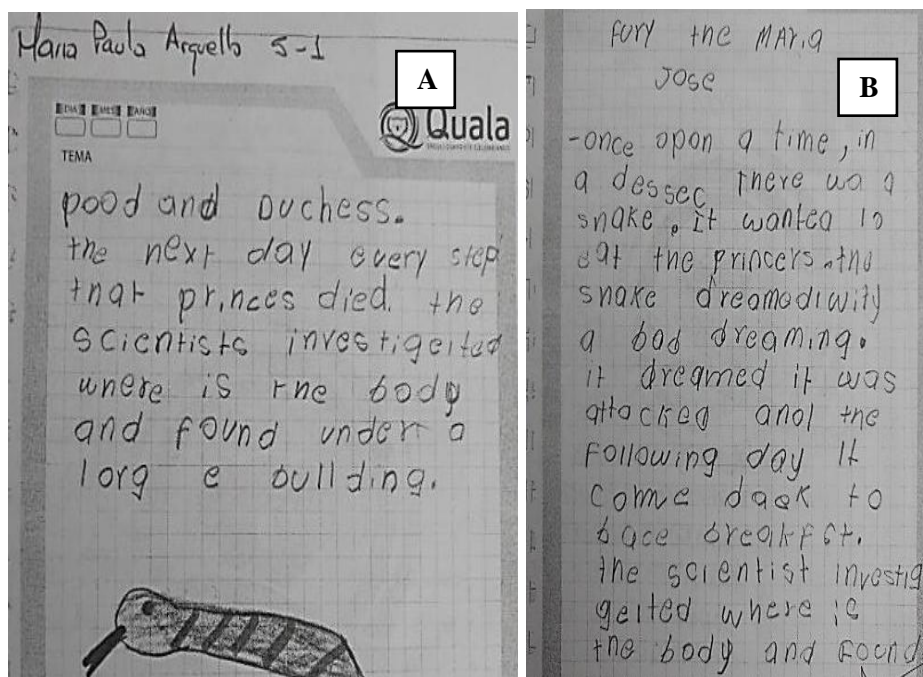 Maria Paula Arguello 5-1
A
DIA MES AÑO
Quala
TEMA
pood and Duchess.
the next day every step
that princes died. the
scientists investigeited
where is the body
and found under a
larg e building.
fury the MAria
Jose
B
-once opon a time, in
a dessec there wa a
snake. It wanted to
eat the princers. the
snake dreamed
a bad dreaming.
it dreamed it was
attacked and the
Following day It
come back to
breakfst.
the scientist investig
geited where is
the body and found